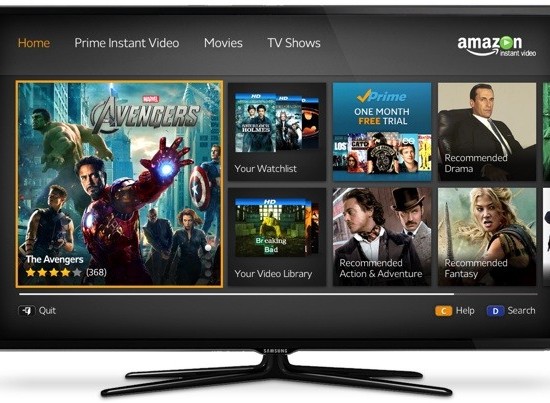 Home
Prime Instant Video
Movies
TV Shows
amazon
instant video
MARVEL
AVENGERS
The Avengers
(368)
HD
SHERLOCK
HOLMES
Your Watchlist
Prime
ONE MONTH
FREE TRIAL
LOST
Recommended
Drama
HD
Breaking
Bad
Your Video Library
Recommended
Action & Adventure
Recommended
Fantasy
Quit
C Help
D Search
SAMSUNG